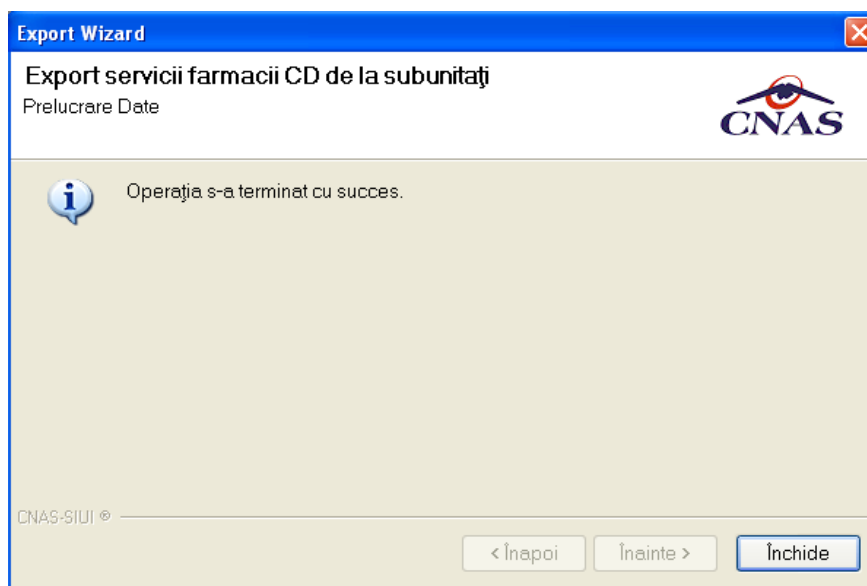 Export Wizard
Export servicii farmacii CD de la subunitaţi
Prelucrare Date
CNAS
Operaţia s-a terminat cu succes.
CNAS-SIUI ®
< Înapoi
Înainte >
Închide